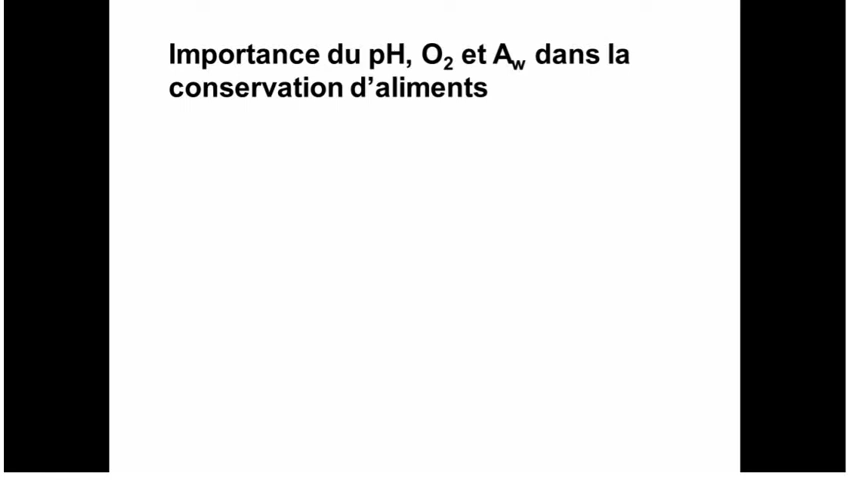 Importance du pH, O₂ et A_w dans la
conservation d’aliments